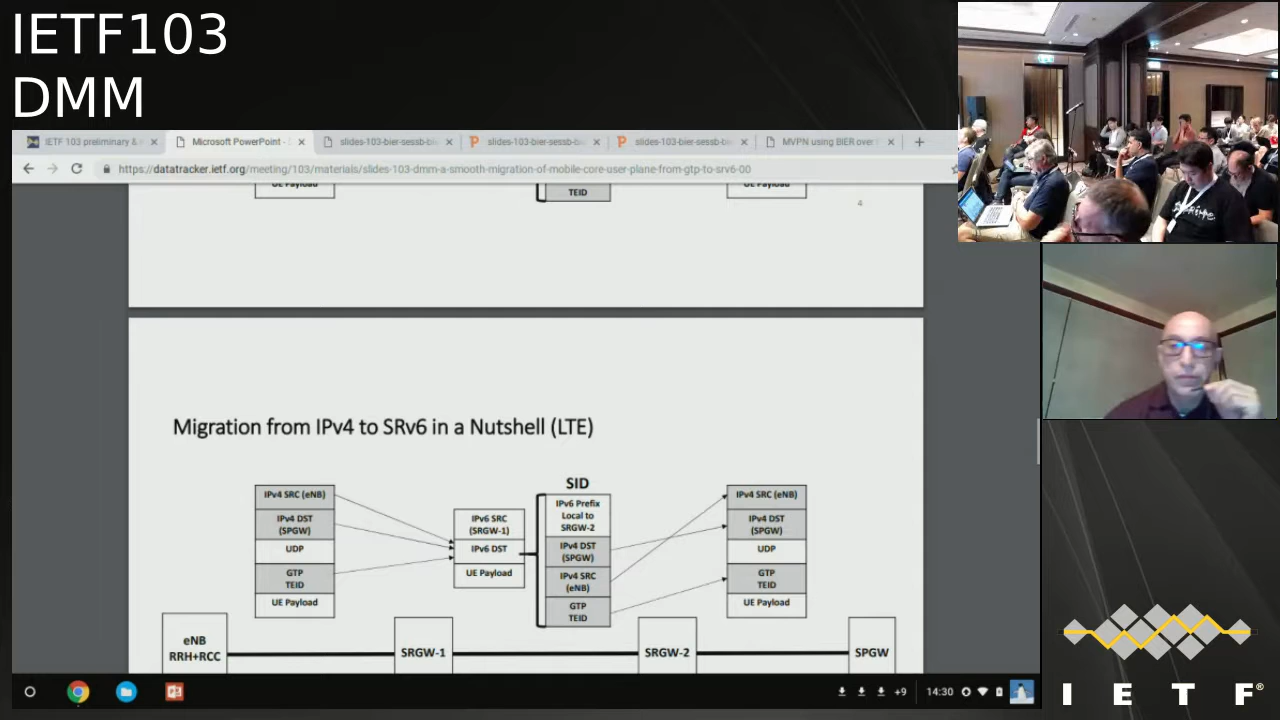 IETF103
DMM
IETF 103 preliminary &
Microsoft PowerPoint -
slides-103-bier-sessb-bi
slides-103-bier-sessb-bi
slides-103-bier-sessb-bi
MVPN using BIER over
https://datatracker.ietf.org/meeting/103/materials/slides-103-dmm-a-smooth-migration-of-mobile-core-user-plane-from-gtp-to-srv6-00
UE Payload
TEID
UE Payload
4
Migration from IPv4 to SRv6 in a Nutshell (LTE)
SID
IPv4 SRC (eNB)
IPv4 DST
(SPGW)
UDP
GTP
TEID
UE Payload
IPv6 SRC
(SRGW-1)
IPv6 DST
UE Payload
IPv6 Prefix
Local to
SRGW-2
IPv4 DST
(SPGW)
IPv4 SRC
(eNB)
GTP
TEID
IPv4 SRC (eNB)
IPv4 DST
(SPGW)
UDP
GTP
TEID
UE Payload
eNB
RRH+RCC
SRGW-1
SRGW-2
SPGW
+9
14:30
I E T F®